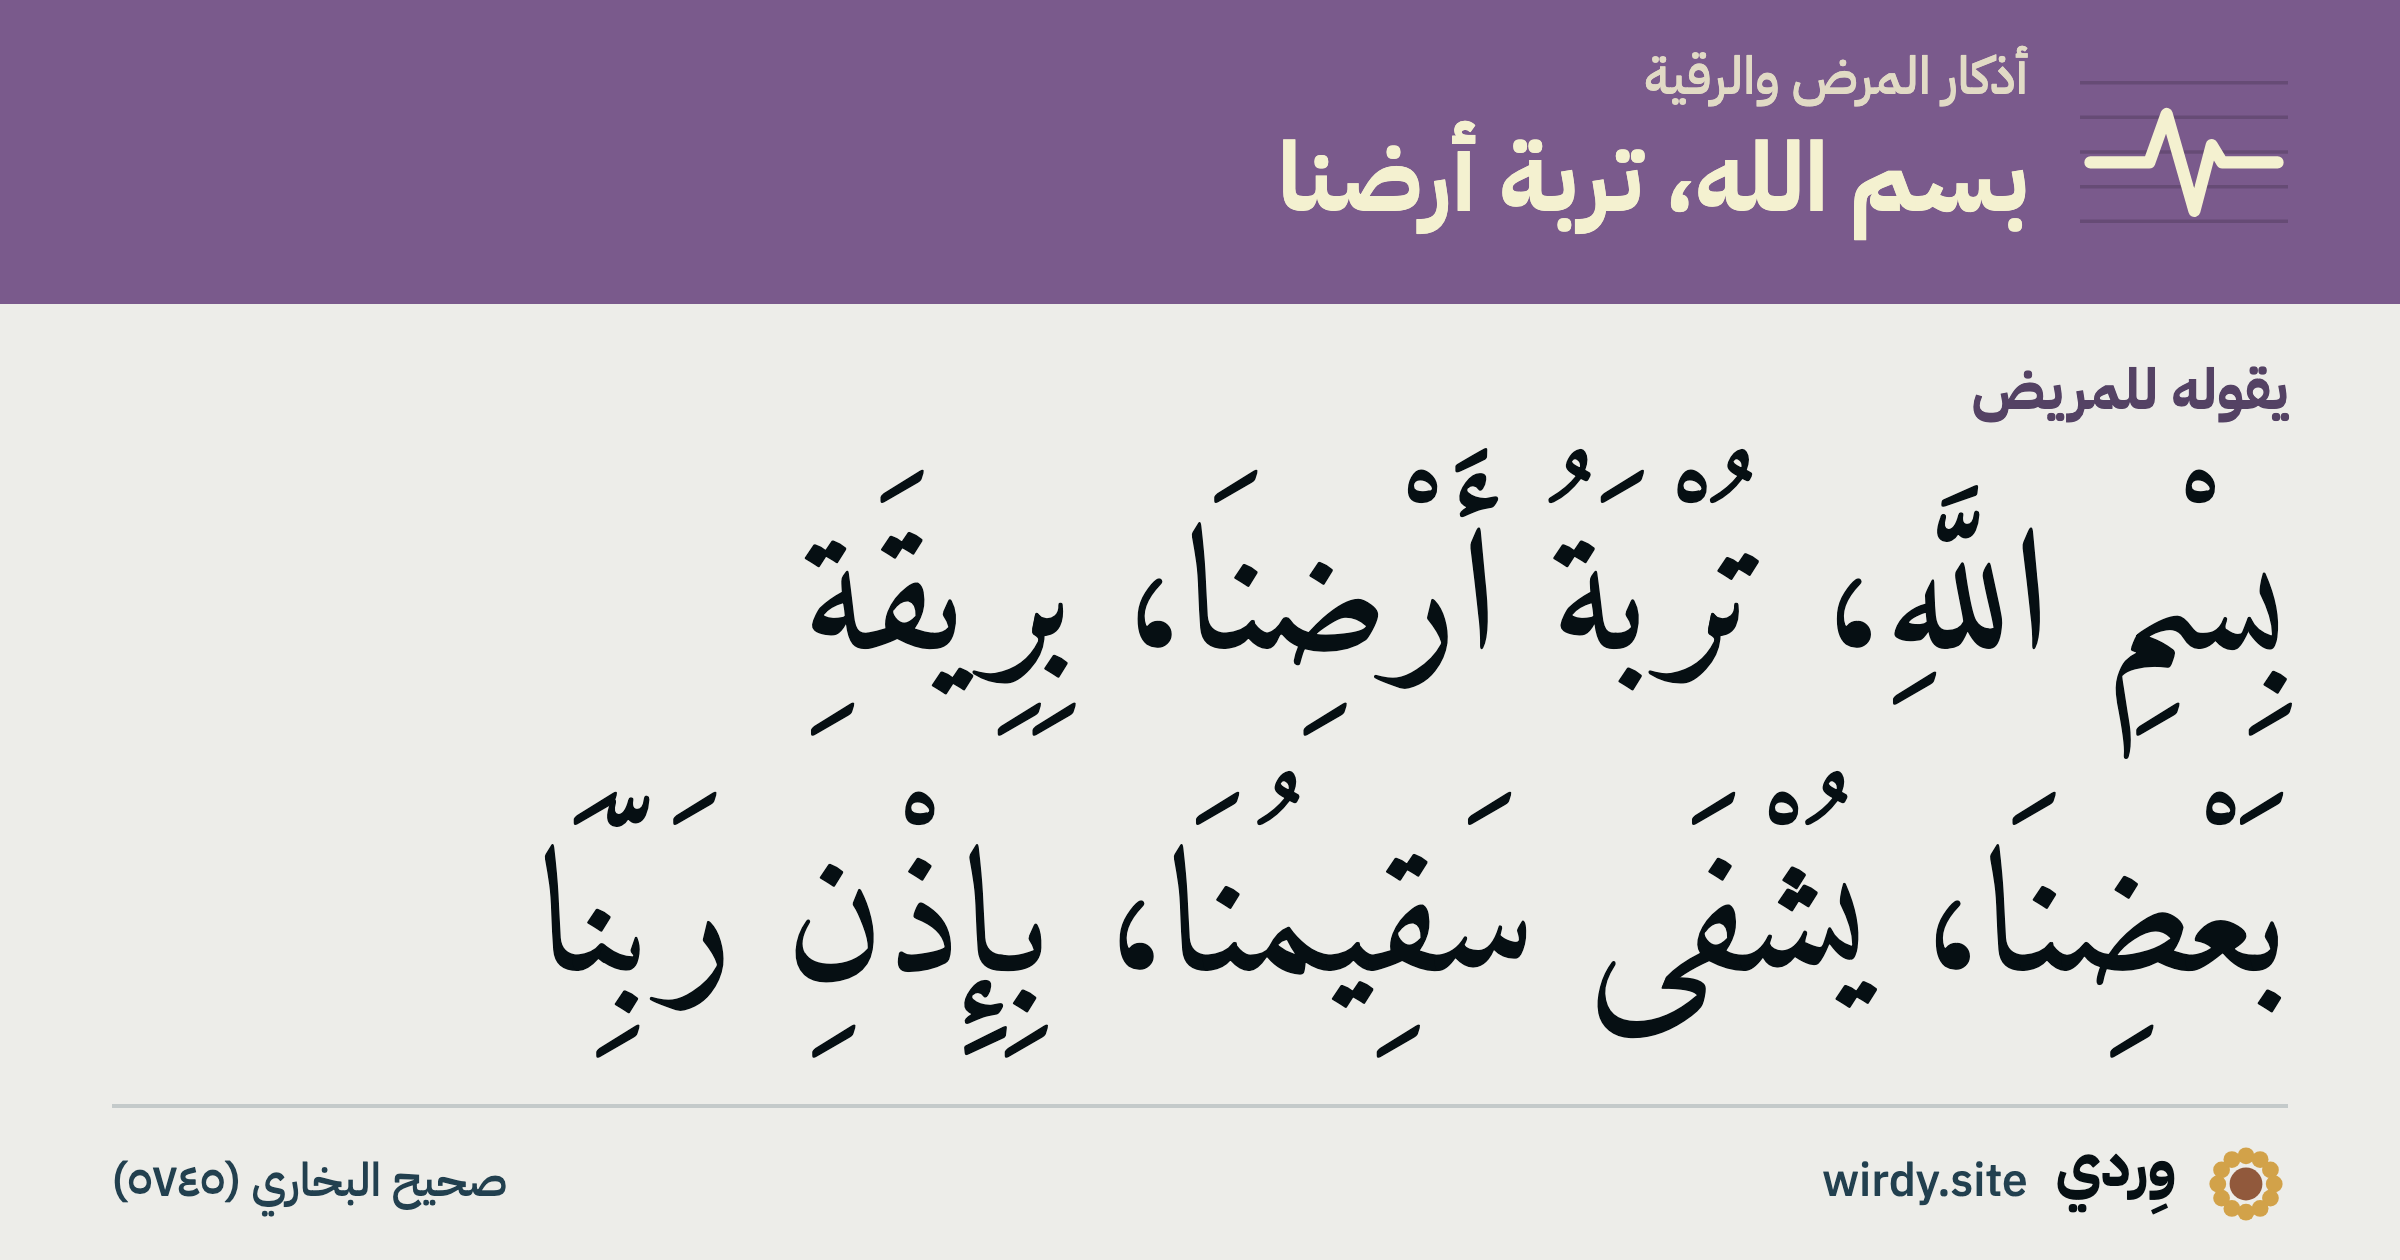 أذكار المرض والرقية
بسم الله، تربة أرضنا
يقوله للمريض
بِسْمِ اللَّهِ، تُرْبَةُ أَرْضِنَا، بِرِيقَةِ
بَعْضِنَا، يُشْفَى سَقِيمُنَا، بِإِذْنِ رَبِّنَا
وِردي wirdy.site
صحيح البخاري (٥٧٤٥)